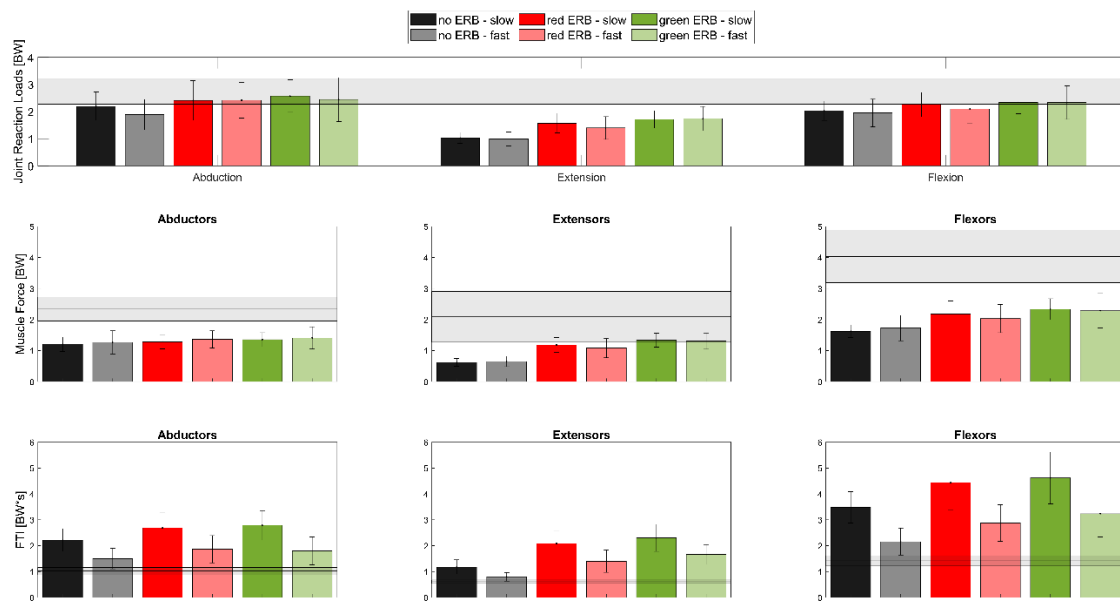 no ERB - slow red ERB - slow green ERB - slow
no ERB - fast red ERB - fast green ERB - fast
Joint Reaction Loads [BW]
4
3
2
1
0
Abduction Extension Flexion
Abductors Extensors Flexors
Muscle Force [BW]
5 5 5
4 4 4
3 3 3
2 2 2
1 1 1
0 0 0
Abductors Extensors Flexors
FTI [BW*s]
6 6 6
5 5 5
4 4 4
3 3 3
2 2 2
1 1 1
0 0 0